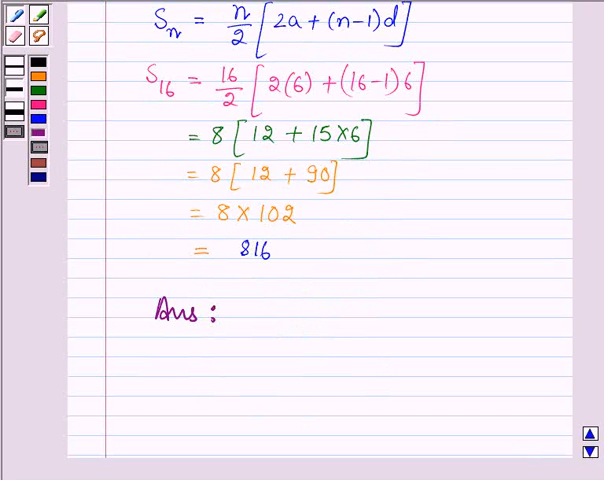 Sₙ = n/2 [2a + (n-1)d]
S₁₆ = 16/2 [2(6) + (16-1)6]
= 8 [12 + 15×6]
= 8 [12 + 90]
= 8 × 102
= 816
Ans :